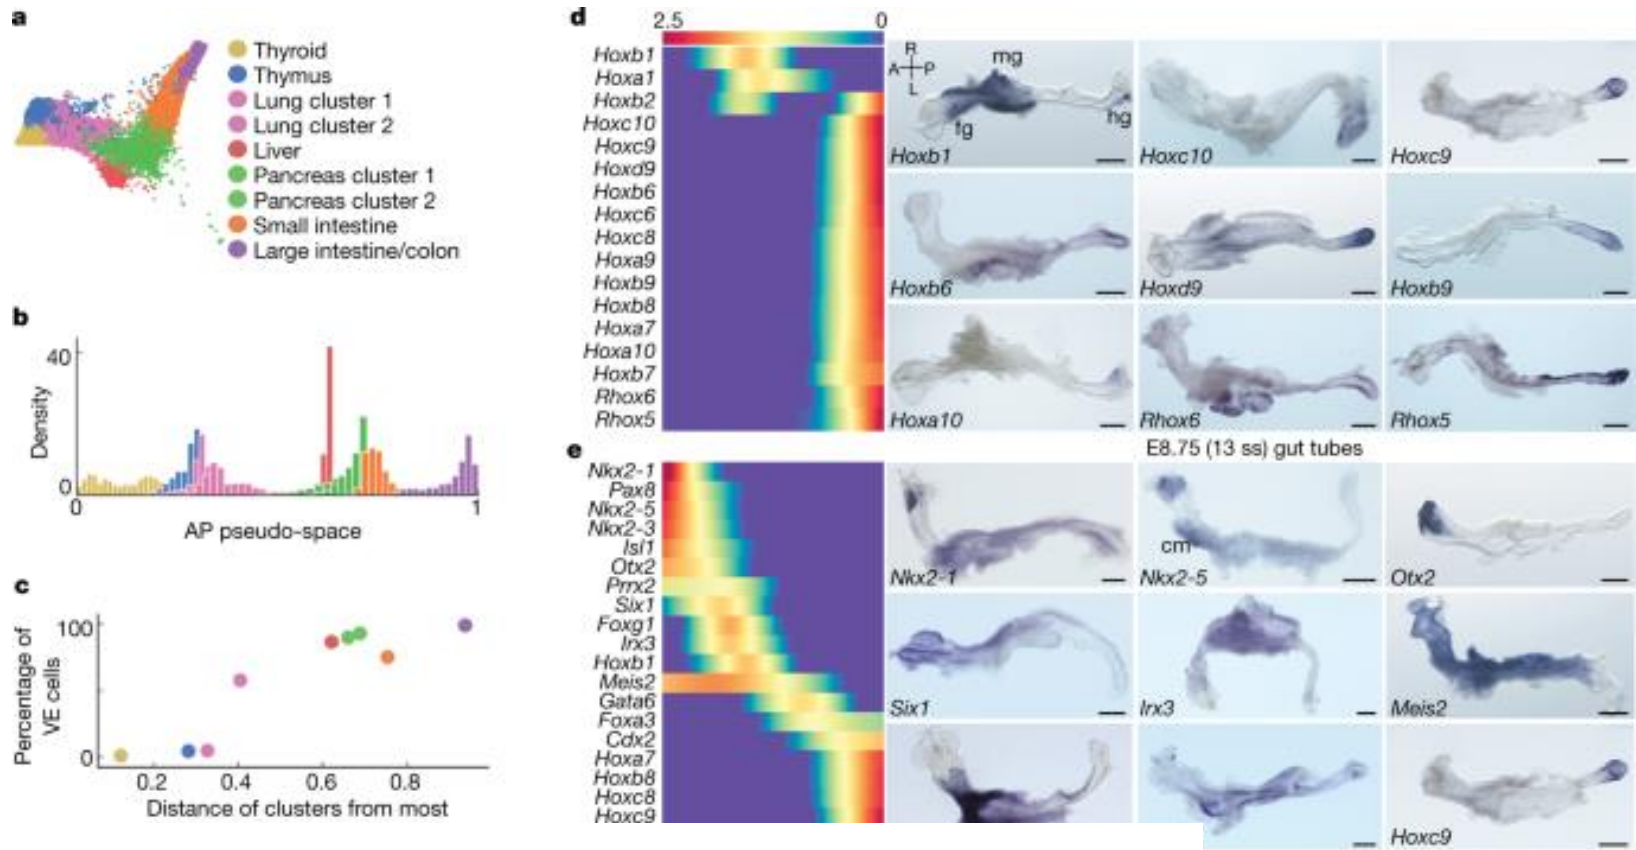 a
Thyroid
Thymus
Lung cluster 1
Lung cluster 2
Liver
Pancreas cluster 1
Pancreas cluster 2
Small intestine
Large intestine/colon
b
40
0
Density
0
1
AP pseudo-space
c
100
0
Percentage of
VE cells
0.2 0.4 0.6 0.8
Distance of clusters from most
d
2.5 0
Hoxb1
Hoxa1
Hoxb2
Hoxc10
Hoxc9
Hoxd9
Hoxb6
Hoxc6
Hoxc8
Hoxa9
Hoxb9
Hoxb8
Hoxa7
Hoxa10
Hoxb7
Rhox6
Rhox5
R
A P
L
mg
fg
hg
Hoxb1
Hoxc10
Hoxc9
Hoxb6
Hoxd9
Hoxb9
Hoxa10
Rhox6
Rhox5
E8.75 (13 ss) gut tubes
e
Nkx2-1
Pax8
Nkx2-5
Nkx2-3
Isl1
Otx2
Prrx2
Six1
Foxg1
Irx3
Hoxb1
Meis2
Gata6
Foxa3
Cdx2
Hoxa7
Hoxb8
Hoxc8
Hoxc9
Nkx2-1
cm
Nkx2-5
Otx2
Six1
Irx3
Meis2
Hoxc9